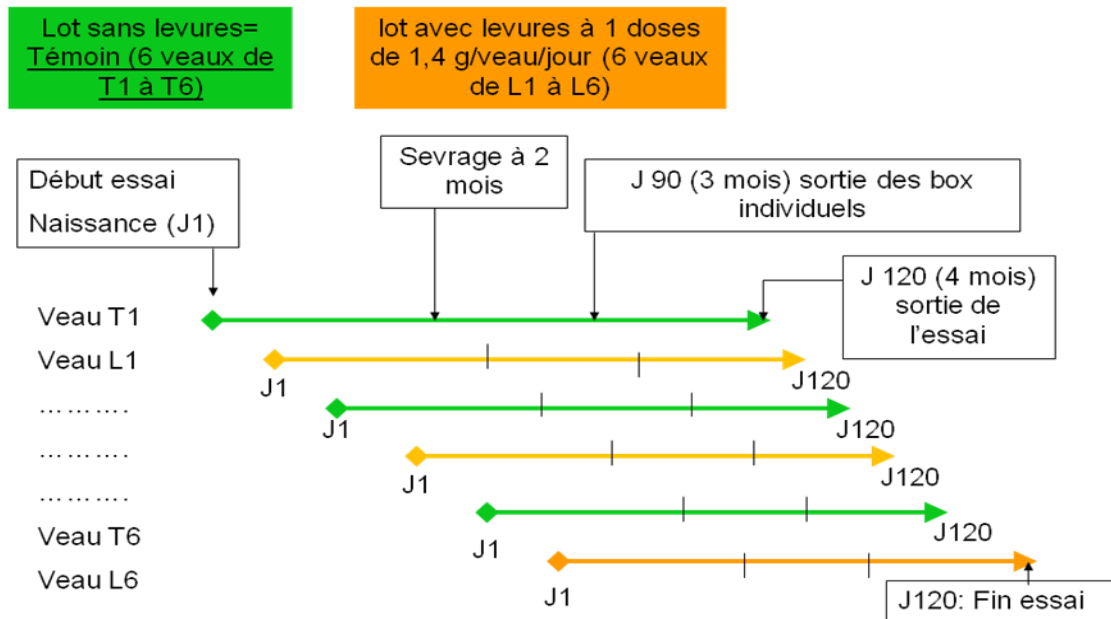 Lot sans levures=
Témoin (6 veaux de
T1 à T6)
lot avec levures à 1 doses
de 1,4 g/veau/jour (6 veaux
de L1 à L6)
Début essai
Naissance (J1)
Sevrage à 2
mois
J 90 (3 mois) sortie des box
individuels
J 120 (4 mois)
sortie de
l'essai
Veau T1
Veau L1
J1
J120
……….
J1
J120
……….
J1
J120
……….
Veau T6
J1
J120
Veau L6
J1
J120: Fin essai